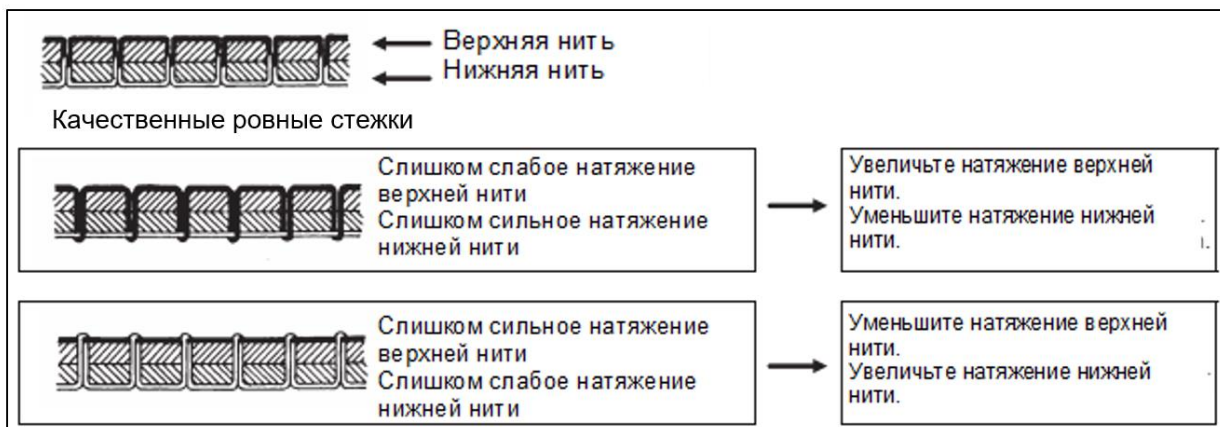 Верхняя нить
Нижняя нить
Качественные ровные стежки
Слишком слабое натяжение
верхней нити
Слишком сильное натяжение
нижней нити
Увеличьте натяжение верхней
нити.
Уменьшите натяжение нижней
нити.
Слишком сильное натяжение
верхней нити
Слишком слабое натяжение
нижней нити
Уменьшите натяжение верхней
нити.
Увеличьте натяжение нижней
нити.